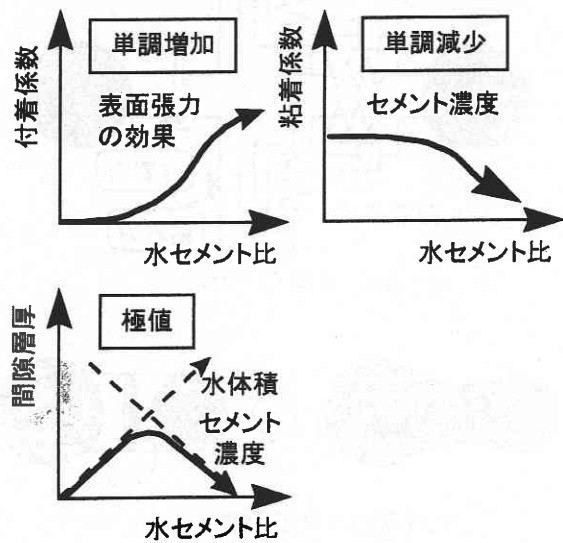 単調増加
付着係数
表面張力
の効果
水セメント比
単調減少
粘着係数
セメント濃度
水セメント比
極値
間隙層厚
水体積
セメント
濃度
水セメント比